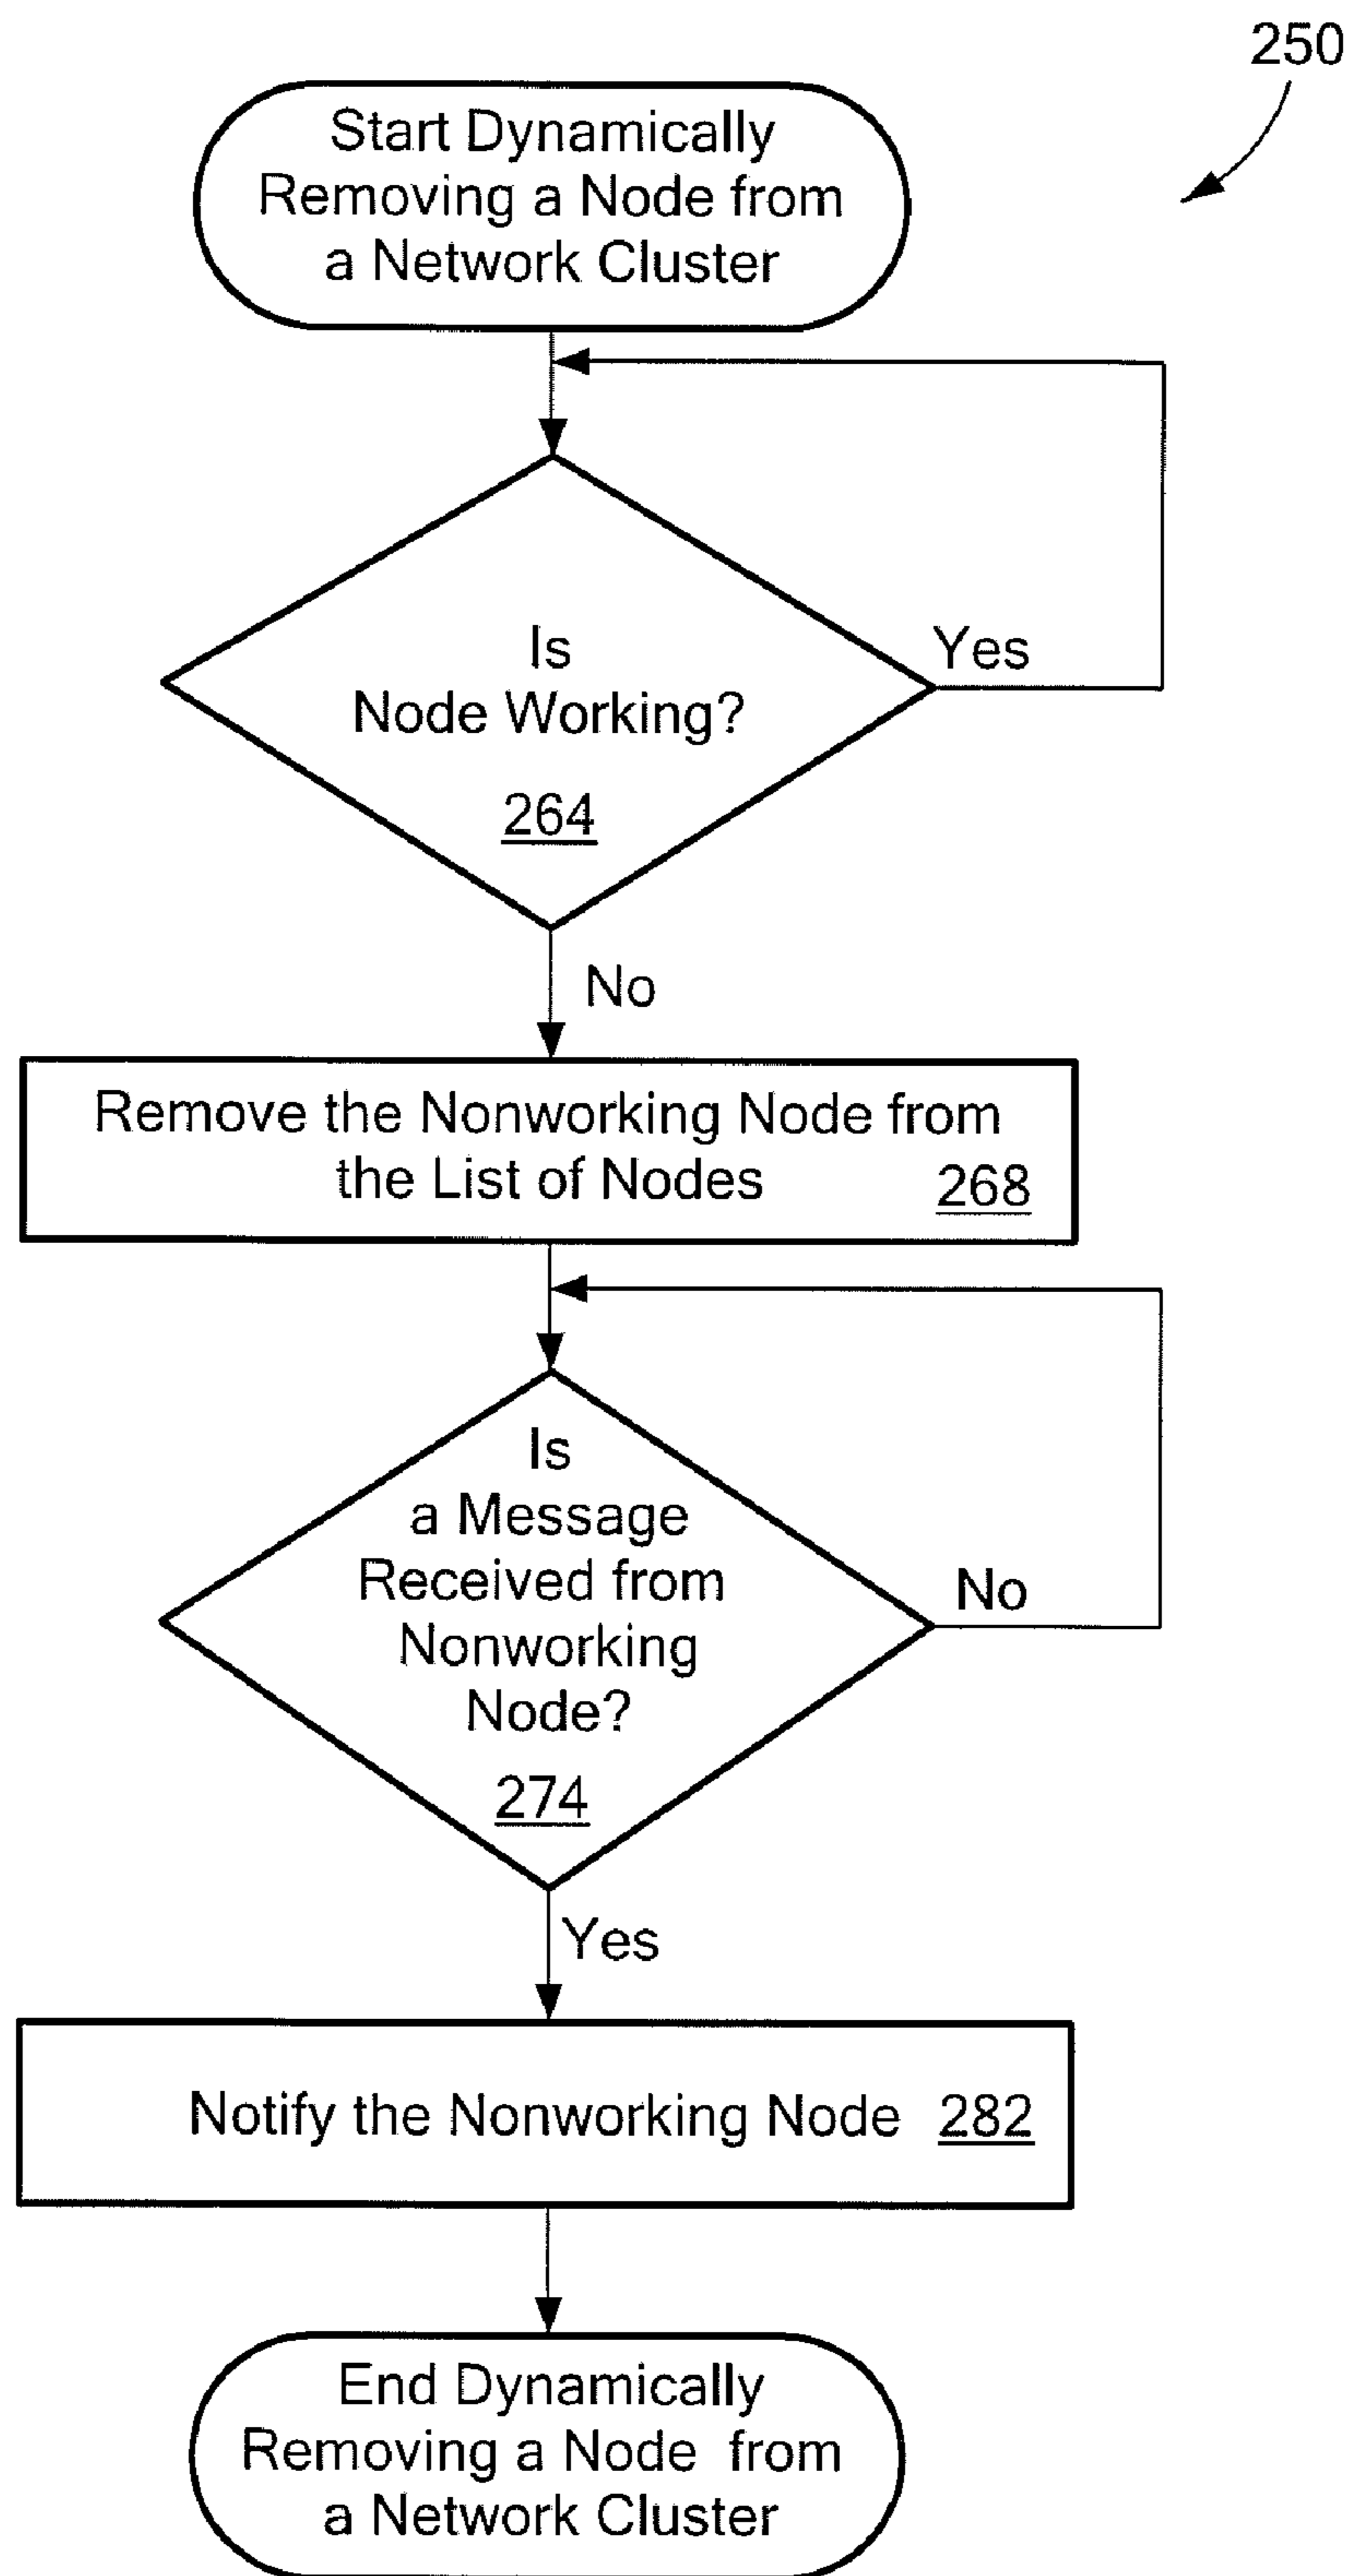 250
Start Dynamically
Removing a Node from
a Network Cluster
Is
Node Working?
264
Yes
No
Remove the Nonworking Node from
the List of Nodes 268
Is
a Message
Received from
Nonworking
Node?
274
No
Yes
Notify the Nonworking Node 282
End Dynamically
Removing a Node from
a Network Cluster